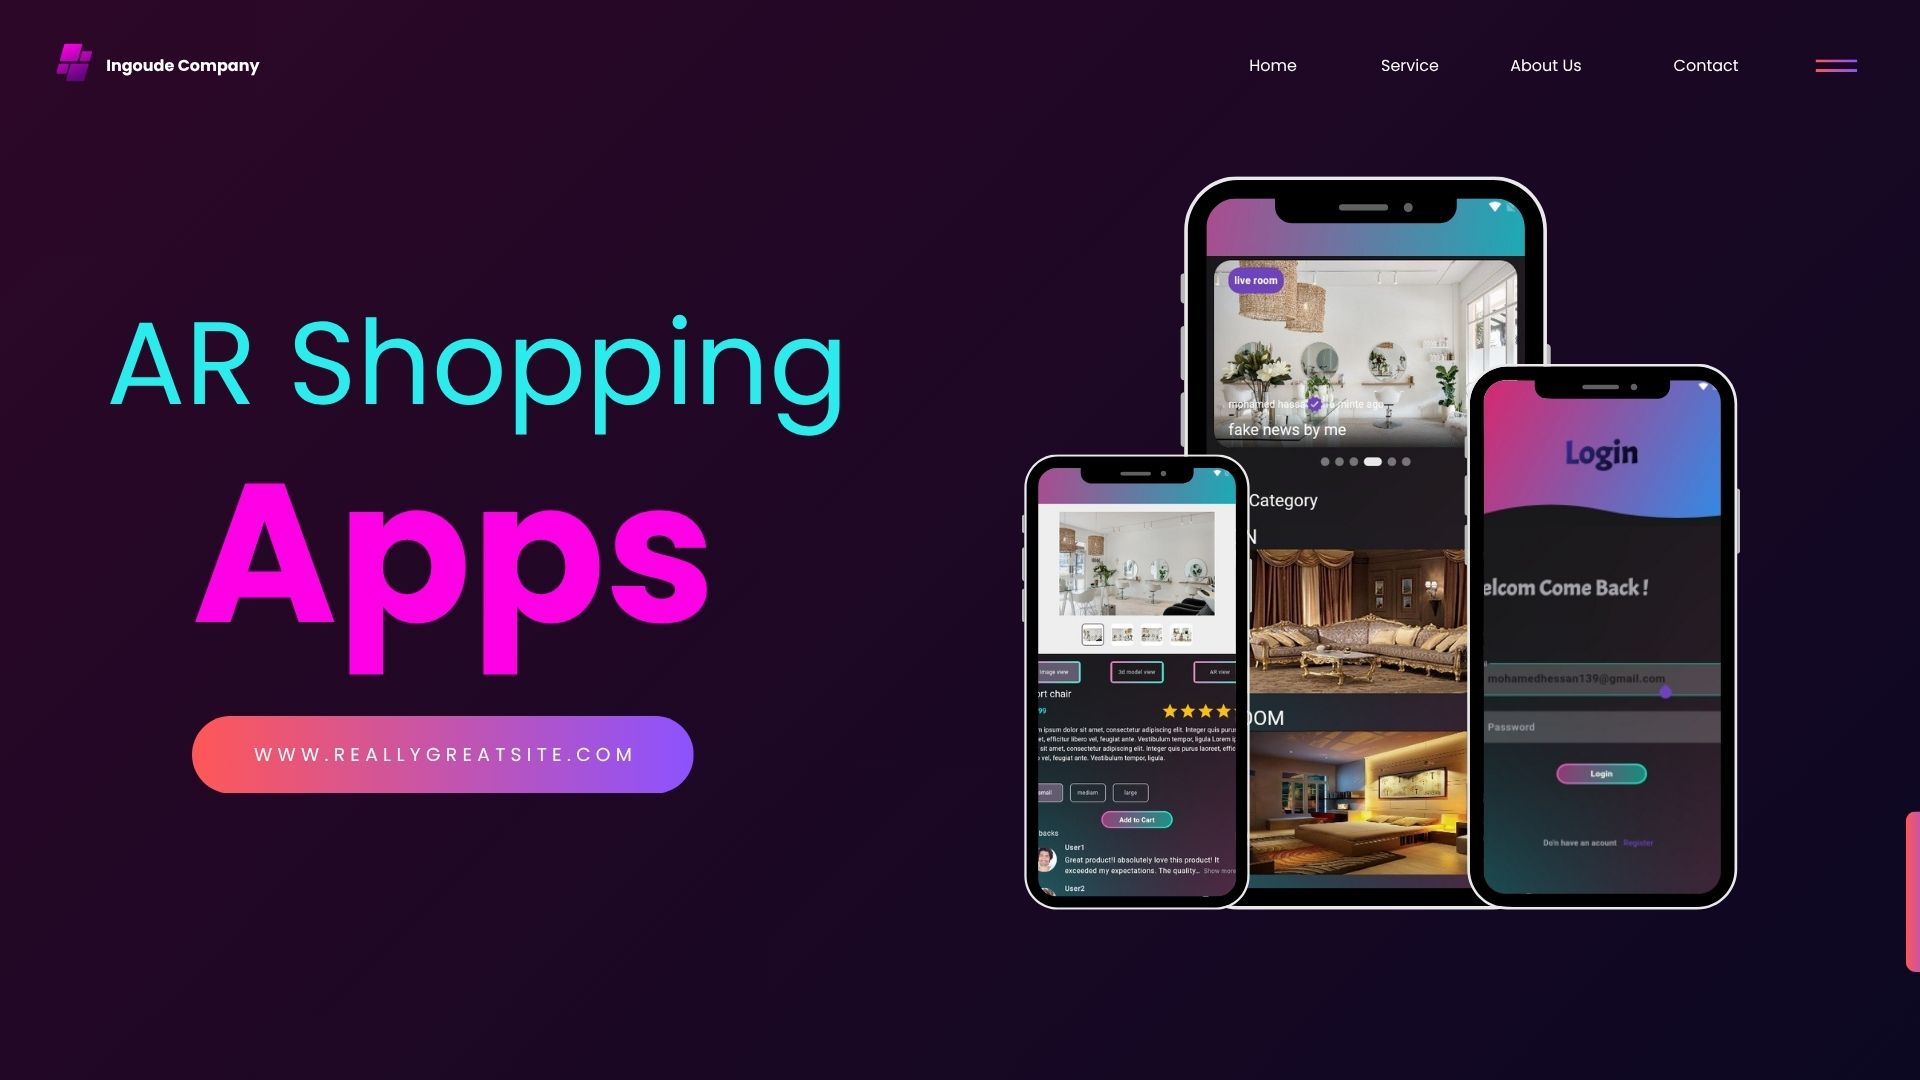 Ingoude Company
Home Service About Us Contact
AR Shopping
Apps
WWW.REALLYGREATSITE.COM
live room
mohamed hessa minte ago
fake news by me
Category
N
OOM
image view 3d model view AR view
ort chair
99
m ipsum dolor sit amet, consectetur adipiscing elit. Integer quis purus
et, efficitur libero vel, feugiat ante. Vestibulum tempor, ligula Lorem ip
sit amet, consectetur adipiscing elit. Integer quis purus laoreet, effic
o vel, feugiat ante. Vestibulum tempor, ligula.
small mediam large
Add to Cart
backs
User1
Great product!I absolutely love this product! It
exceeded my expectations. The quality... Show more
User2
Login
elcom Come Back !
mohamedhessan139@gmail.com
Password
Login
Do'n have an acount Register